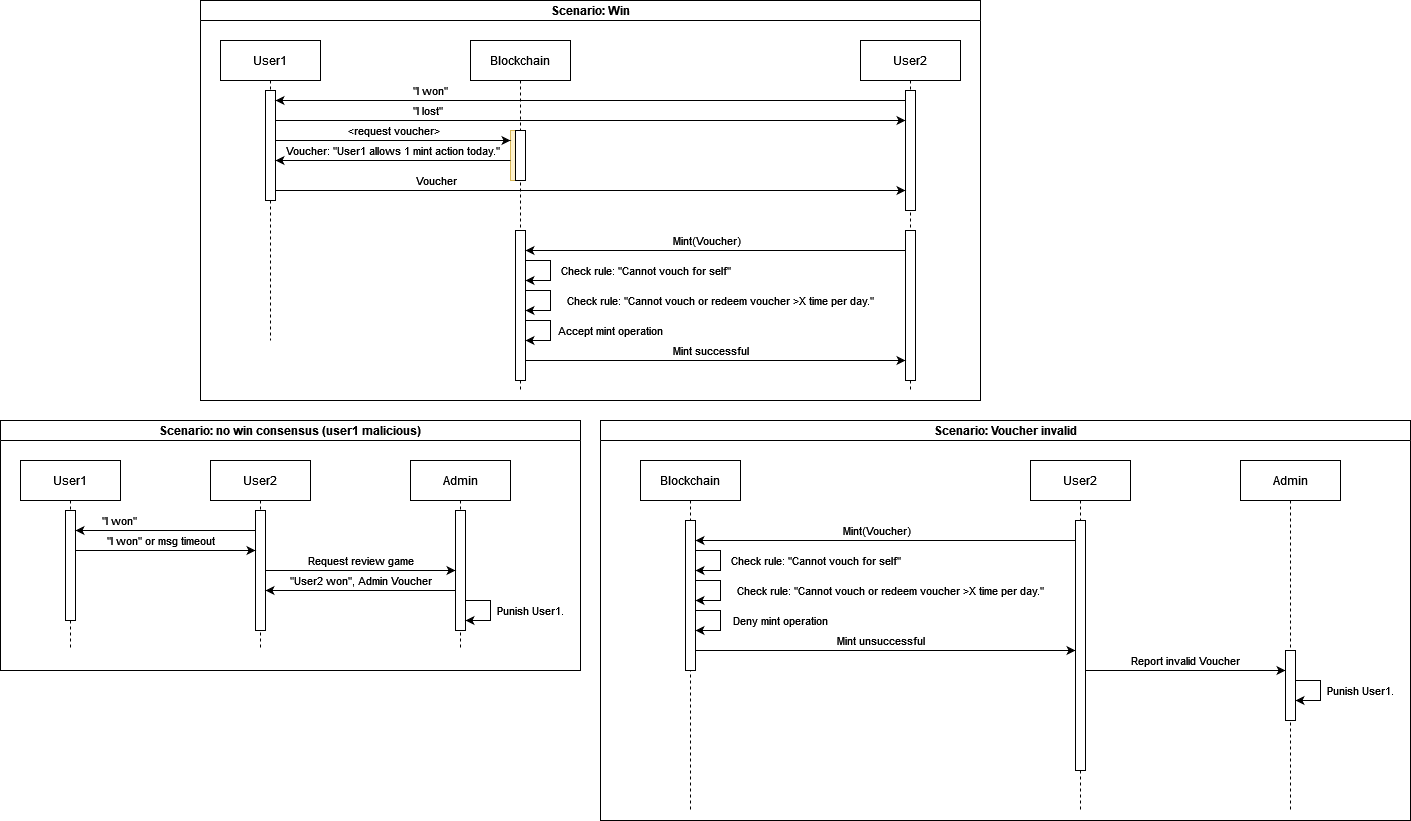 Scenario: Win
User1
Blockchain
User2
"I won"
"I lost"
<request voucher>
Voucher: "User1 allows 1 mint action today."
Voucher
Mint(Voucher)
Check rule: "Cannot vouch for self"
Check rule: "Cannot vouch or redeem voucher >X time per day."
Accept mint operation
Mint successful
Scenario: no win consensus (user1 malicious)
User1
User2
Admin
"I won"
"I won" or msg timeout
Request review game
"User2 won", Admin Voucher
Punish User1.
Scenario: Voucher invalid
Blockchain
User2
Admin
Mint(Voucher)
Check rule: "Cannot vouch for self"
Check rule: "Cannot vouch or redeem voucher >X time per day."
Deny mint operation
Mint unsuccessful
Report invalid Voucher
Punish User1.